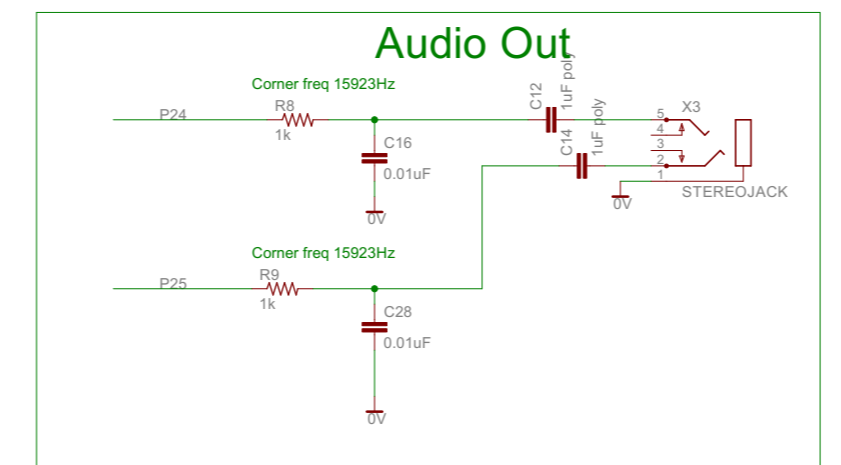 Audio Out
Corner freq 15923Hz
P24
R8
1k
C16
0.01uF
0V
C12
1uF poly
C14
1uF poly
X3
5
4
3
2
1
0V
STEREOJACK
Corner freq 15923Hz
P25
R9
1k
C28
0.01uF
0V